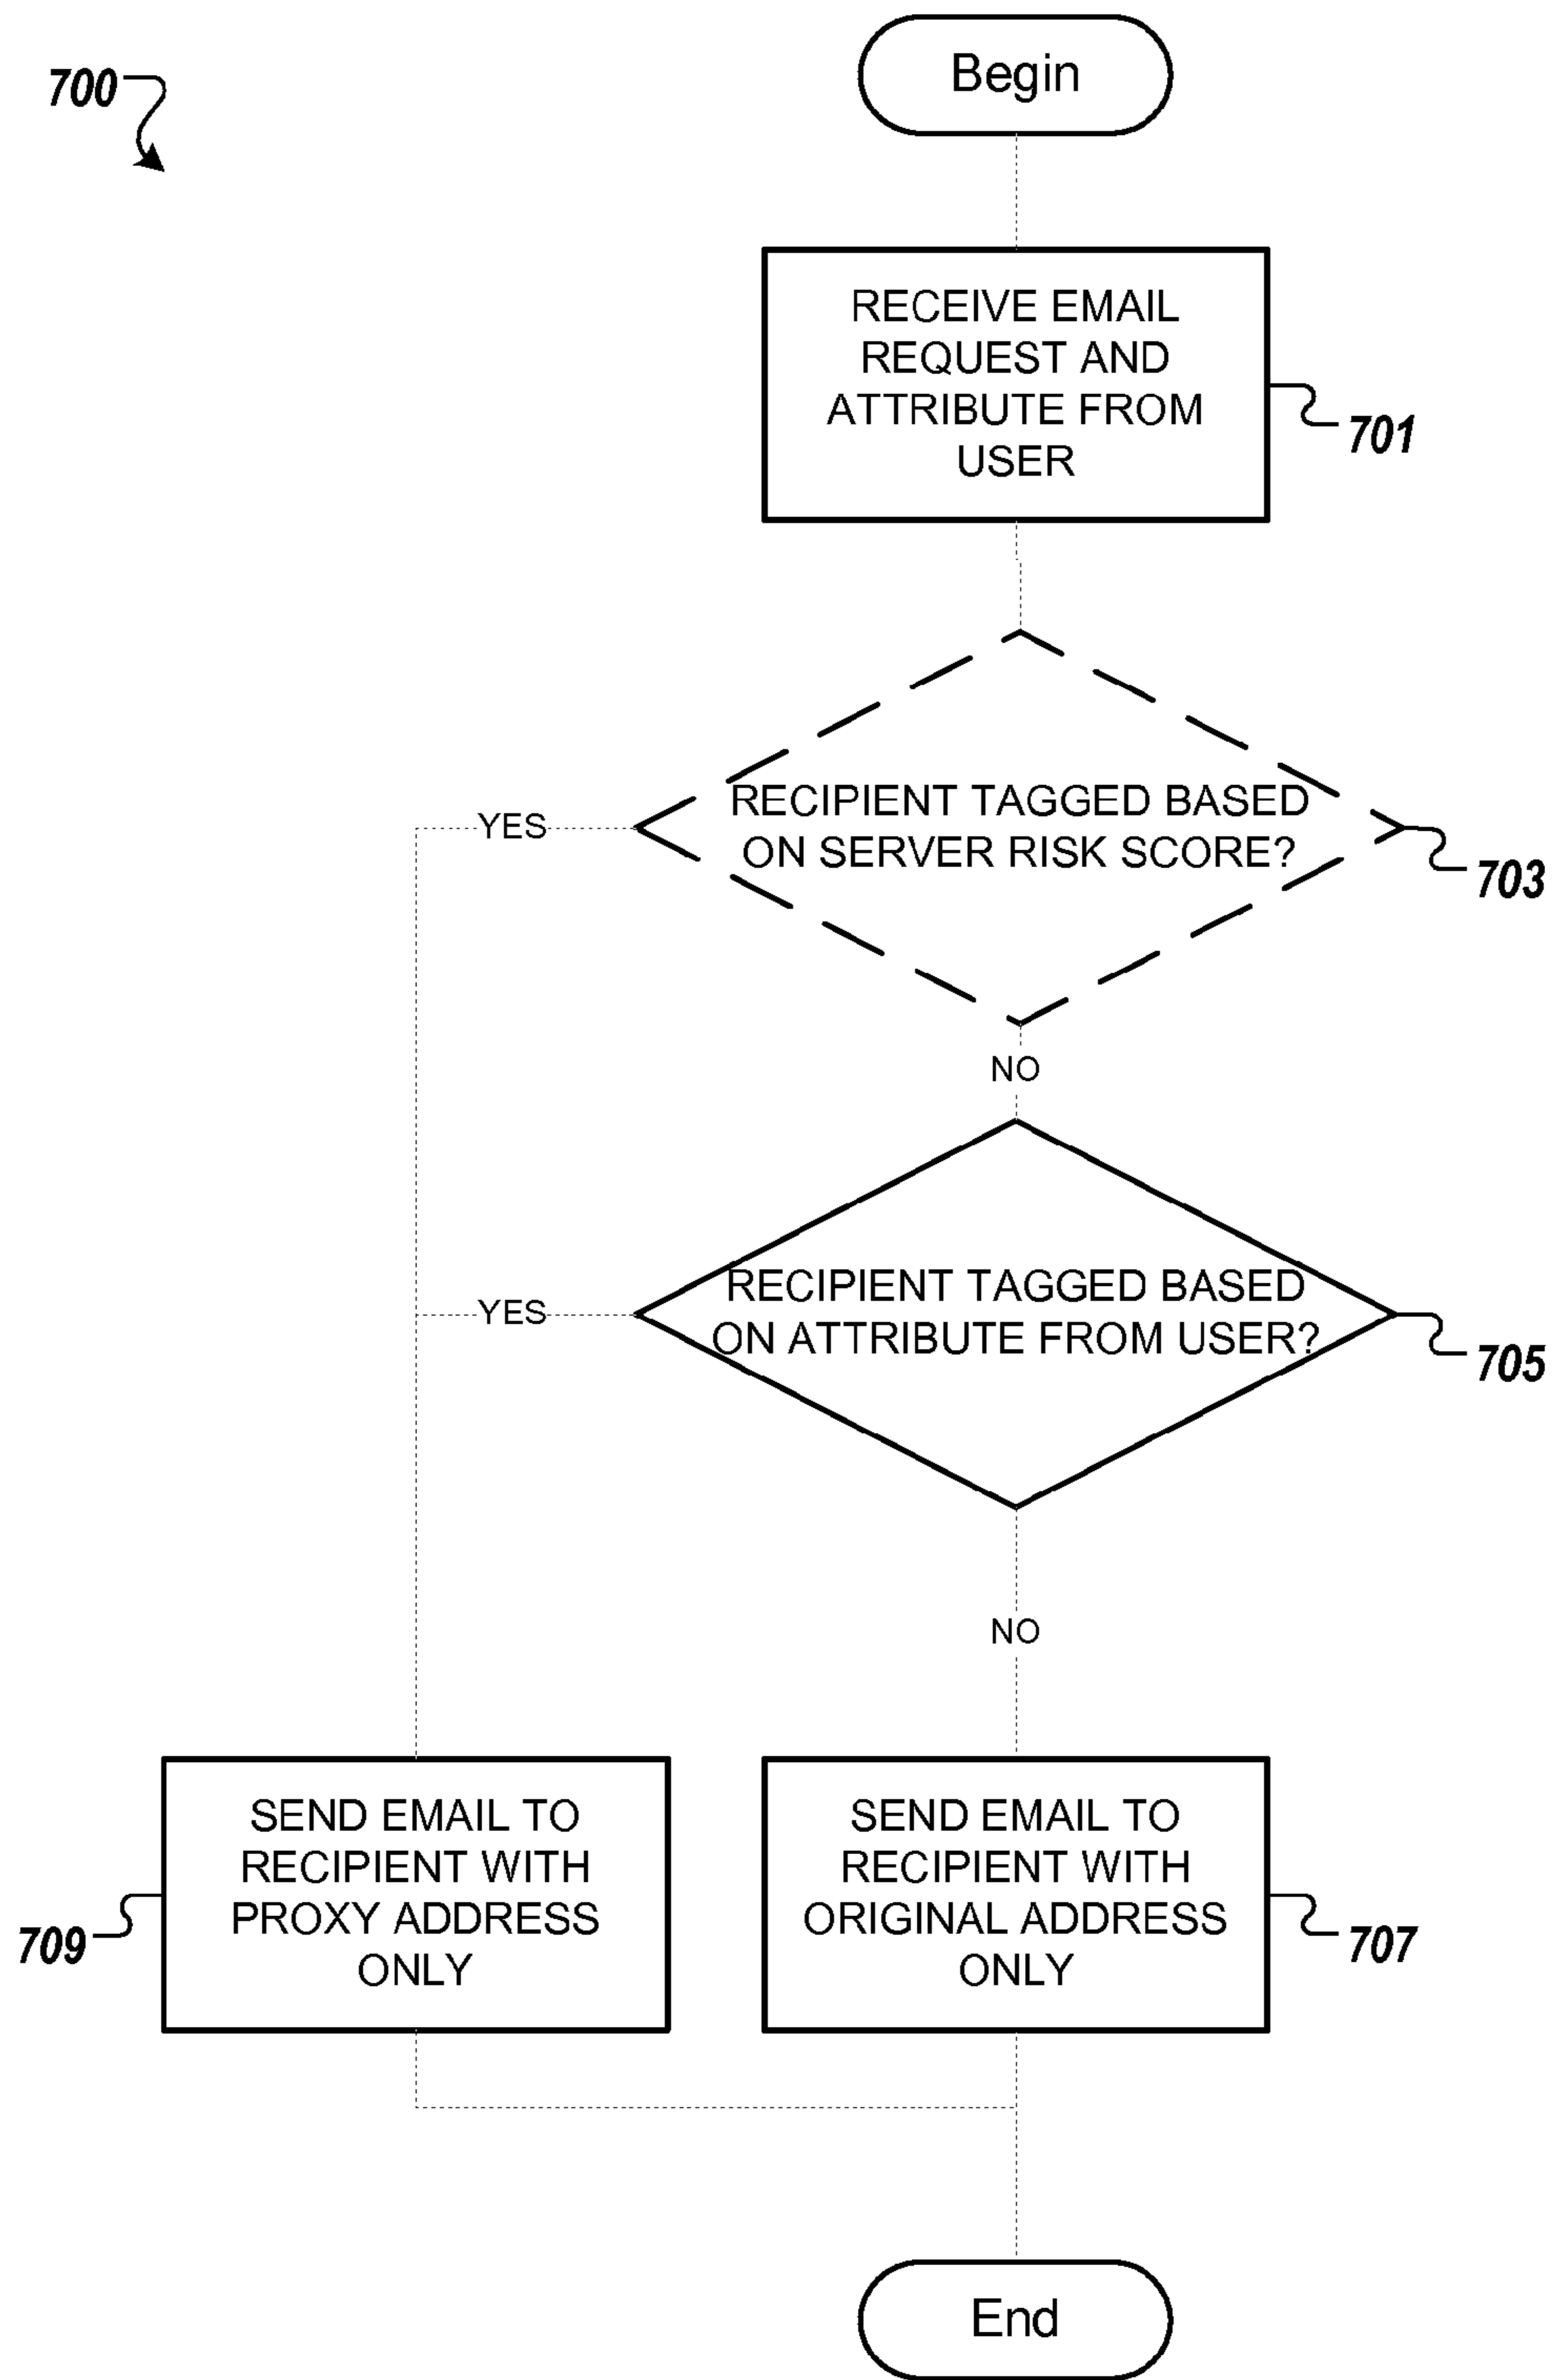 700
Begin
RECEIVE EMAIL
REQUEST AND
ATTRIBUTE FROM
USER
701
RECIPIENT TAGGED BASED
ON SERVER RISK SCORE?
703
YES
NO
RECIPIENT TAGGED BASED
ON ATTRIBUTE FROM USER?
705
YES
NO
SEND EMAIL TO
RECIPIENT WITH
PROXY ADDRESS
ONLY
709
SEND EMAIL TO
RECIPIENT WITH
ORIGINAL ADDRESS
ONLY
707
End